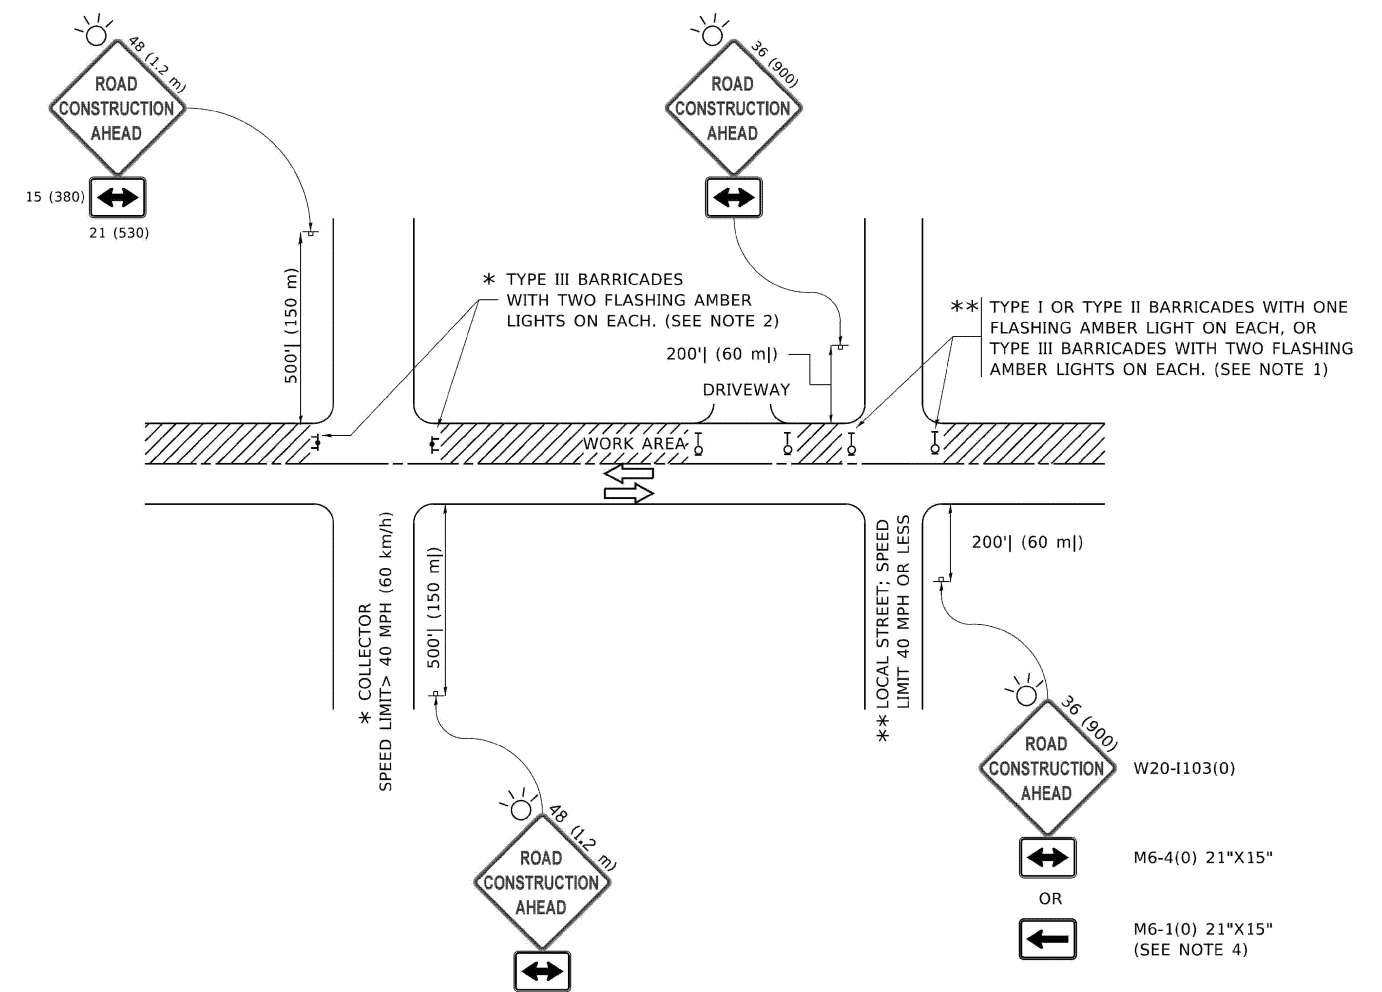 48 (1.2 m)
ROAD
CONSTRUCTION
AHEAD
15 (380)
21 (530)
36 (900)
ROAD
CONSTRUCTION
AHEAD
500'| (150 m)
* TYPE III BARRICADES
WITH TWO FLASHING AMBER
LIGHTS ON EACH. (SEE NOTE 2)
200'| (60 m|)
DRIVEWAY
** TYPE I OR TYPE II BARRICADES WITH ONE
FLASHING AMBER LIGHT ON EACH, OR
TYPE III BARRICADES WITH TWO FLASHING
AMBER LIGHTS ON EACH. (SEE NOTE 1)
WORK AREA
* COLLECTOR
SPEED LIMIT> 40 MPH (60 km/h)
500'| (150 m|)
** LOCAL STREET; SPEED
LIMIT 40 MPH OR LESS
200'| (60 m|)
48 (1.2 m)
ROAD
CONSTRUCTION
AHEAD
36 (900)
ROAD
CONSTRUCTION
AHEAD
W20-I103(0)
M6-4(0) 21"X15"
OR
M6-1(0) 21"X15"
(SEE NOTE 4)